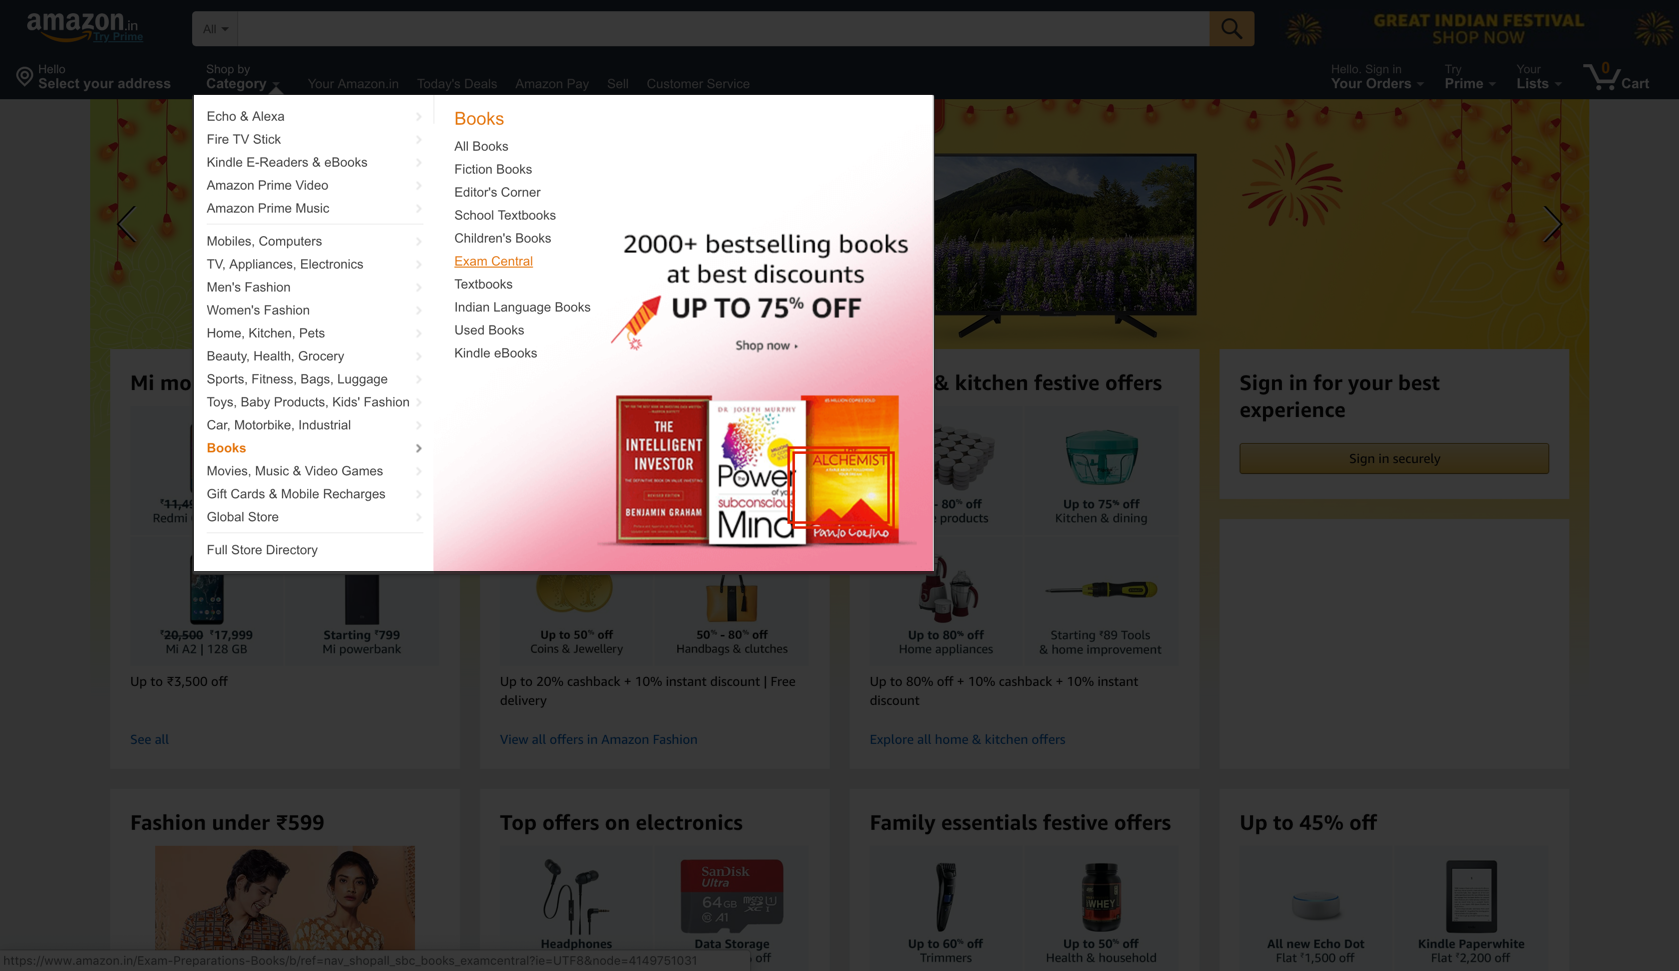 amazon.in
Try Prime
All
GREAT INDIAN FESTIVAL
SHOP NOW
Hello
Select your address
Shop by
Category
Your Amazon.in
Today's Deals
Amazon Pay
Sell
Customer Service
Hello. Sign in
Your Orders
Try
Prime
Your
Lists
0
Cart
Echo & Alexa
Fire TV Stick
Kindle E-Readers & eBooks
Amazon Prime Video
Amazon Prime Music
Mobiles, Computers
TV, Appliances, Electronics
Men's Fashion
Women's Fashion
Home, Kitchen, Pets
Beauty, Health, Grocery
Sports, Fitness, Bags, Luggage
Toys, Baby Products, Kids' Fashion
Car, Motorbike, Industrial
Books
Movies, Music & Video Games
Gift Cards & Mobile Recharges
Global Store
Full Store Directory
Books
All Books
Fiction Books
Editor's Corner
School Textbooks
Children's Books
Exam Central
Textbooks
Indian Language Books
Used Books
Kindle eBooks
2000+ bestselling books
at best discounts
UP TO 75% OFF
Shop now
THE
INTELLIGENT
INVESTOR
BENJAMIN GRAHAM
DR. JOSEPH MURPHY
The Power
of your
subconscious
Mind
ALCHEMIST
Paulo Coelho
Mi mo
Redmi
₹20,500 ₹17,999
Mi A2 | 128 GB
Starting ₹799
Mi powerbank
Up to ₹3,500 off
See all
Up to 50% off
Coins & Jewellery
50% - 80% off
Handbags & clutches
Up to 20% cashback + 10% instant discount | Free
delivery
View all offers in Amazon Fashion
& kitchen festive offers
- 80% off
products
Up to 75% off
Kitchen & dining
Up to 80% off
Home appliances
Starting ₹89 Tools
& home improvement
Up to 80% off + 10% cashback + 10% instant
discount
Explore all home & kitchen offers
Sign in for your best
experience
Sign in securely
Fashion under ₹599
Top offers on electronics
SanDisk
Ultra
64GB
A1
Headphones
Data Storage
off
Family essentials festive offers
WHEY
Up to 60% off
Trimmers
Up to 50% off
Health & household
Up to 45% off
All new Echo Dot
Flat ₹1,500 off
Kindle Paperwhite
Flat ₹2,200 off
https://www.amazon.in/Exam-Preparations-Books/b/ref=nav_shopall_sbc_books_examcentral?ie=UTF8&node=4149751031